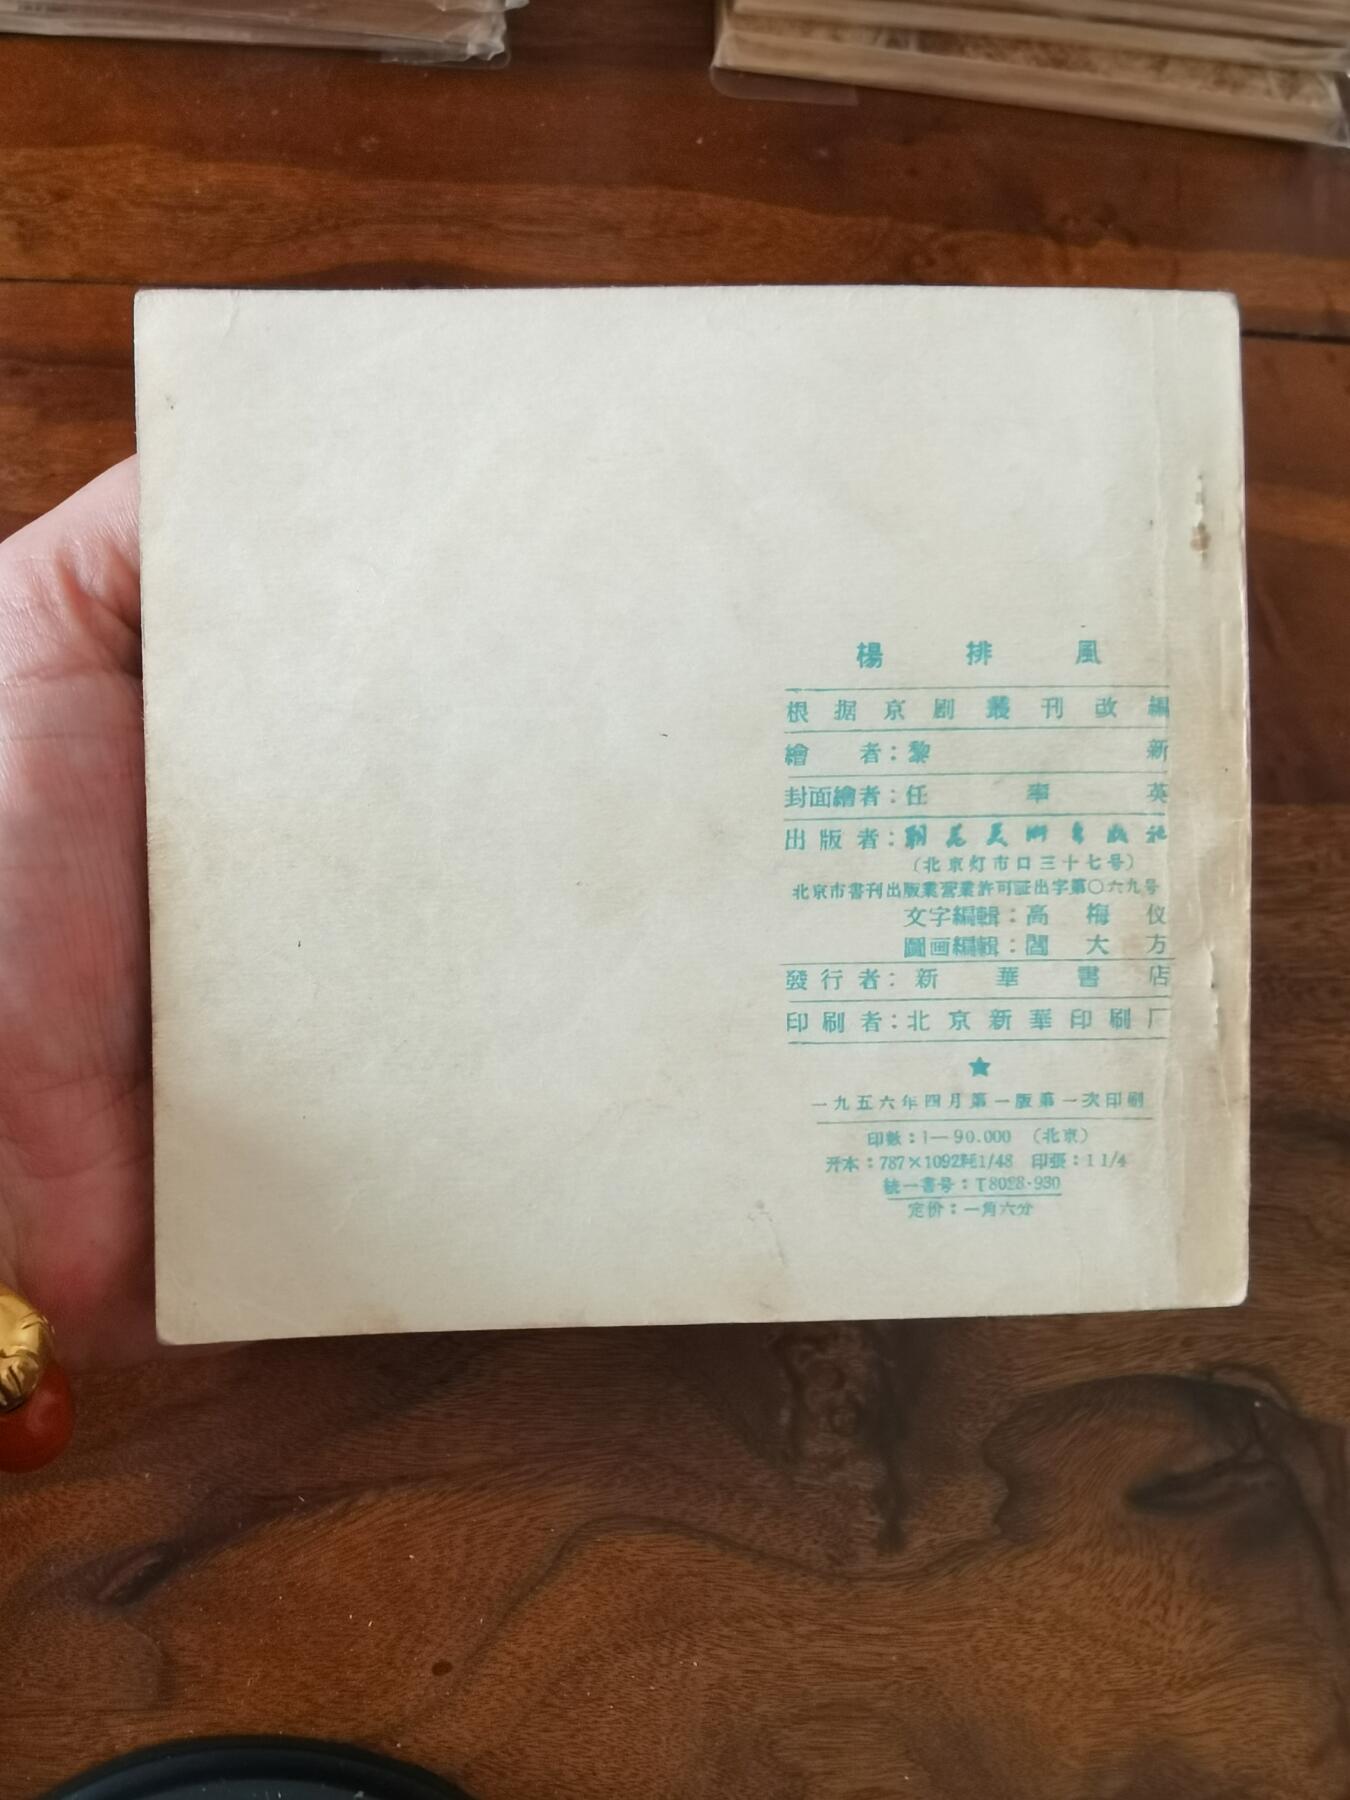 楊排風
根据京剧叢刊改編
繪者：黎新
封面繪者：任率英
出版者：朝花美術出版社
（北京灯市口三十七号）
北京市書刊出版業营業許可証出字第〇六九号
文字編輯：高梅仪
圖画編輯：閻大方
發行者：新華書店
印刷者：北京新華印刷厂
★
一九五六年四月第一版第一次印刷
印數：1—90.000 （北京）
开本：787×1092耗1/48 印張：1 1/4
統一書号：T8028·930
定价：一角六分